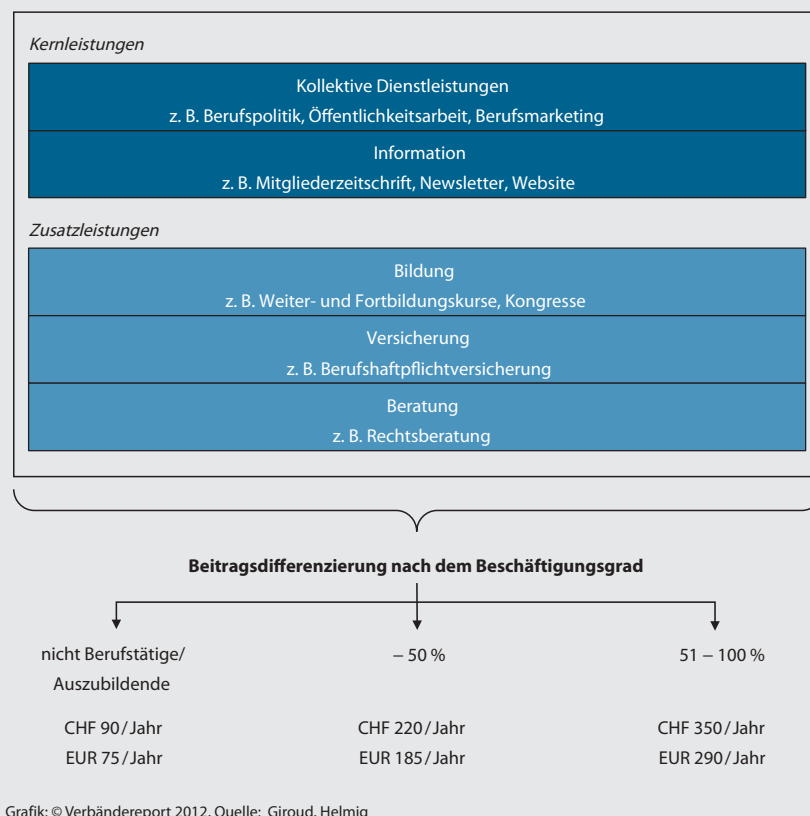 Kernleistungen
Kollektive Dienstleistungen
z. B. Berufspolitik, Öffentlichkeitsarbeit, Berufsmarketing
Information
z. B. Mitgliederzeitschrift, Newsletter, Website
Zusatzleistungen
Bildung
z. B. Weiter- und Fortbildungskurse, Kongresse
Versicherung
z. B. Berufshaftpflichtversicherung
Beratung
z. B. Rechtsberatung
Beitragsdifferenzierung nach dem Beschäftigungsgrad
nicht Berufstätige/
Auszubildende
CHF 90/Jahr
EUR 75/Jahr
– 50 %
CHF 220/Jahr
EUR 185/Jahr
51 – 100 %
CHF 350/Jahr
EUR 290/Jahr
Grafik: © Verbändereport 2012, Quelle: Giroud, Helmig